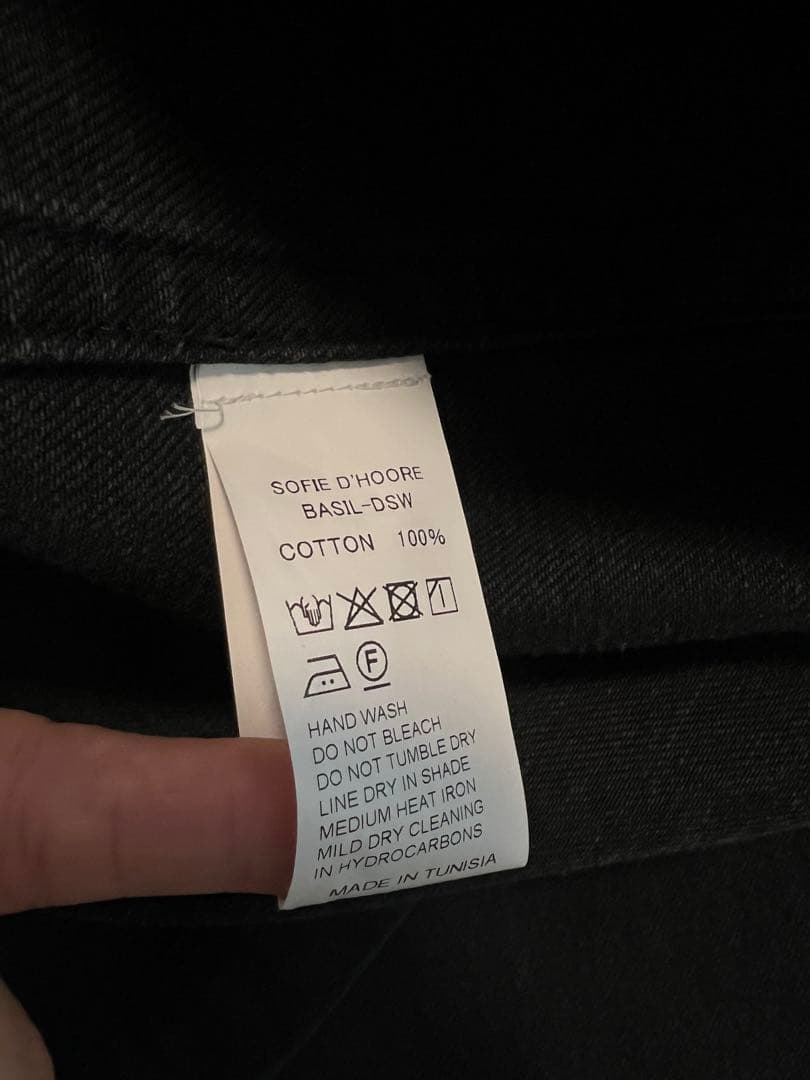 SOFIE D'HOORE
BASIL-DSW
COTTON 100%
F
HAND WASH
DO NOT BLEACH
DO NOT TUMBLE DRY
LINE DRY IN SHADE
MEDIUM HEAT IRON
MILD DRY CLEANING
IN HYDROCARBONS
MADE IN TUNISIA